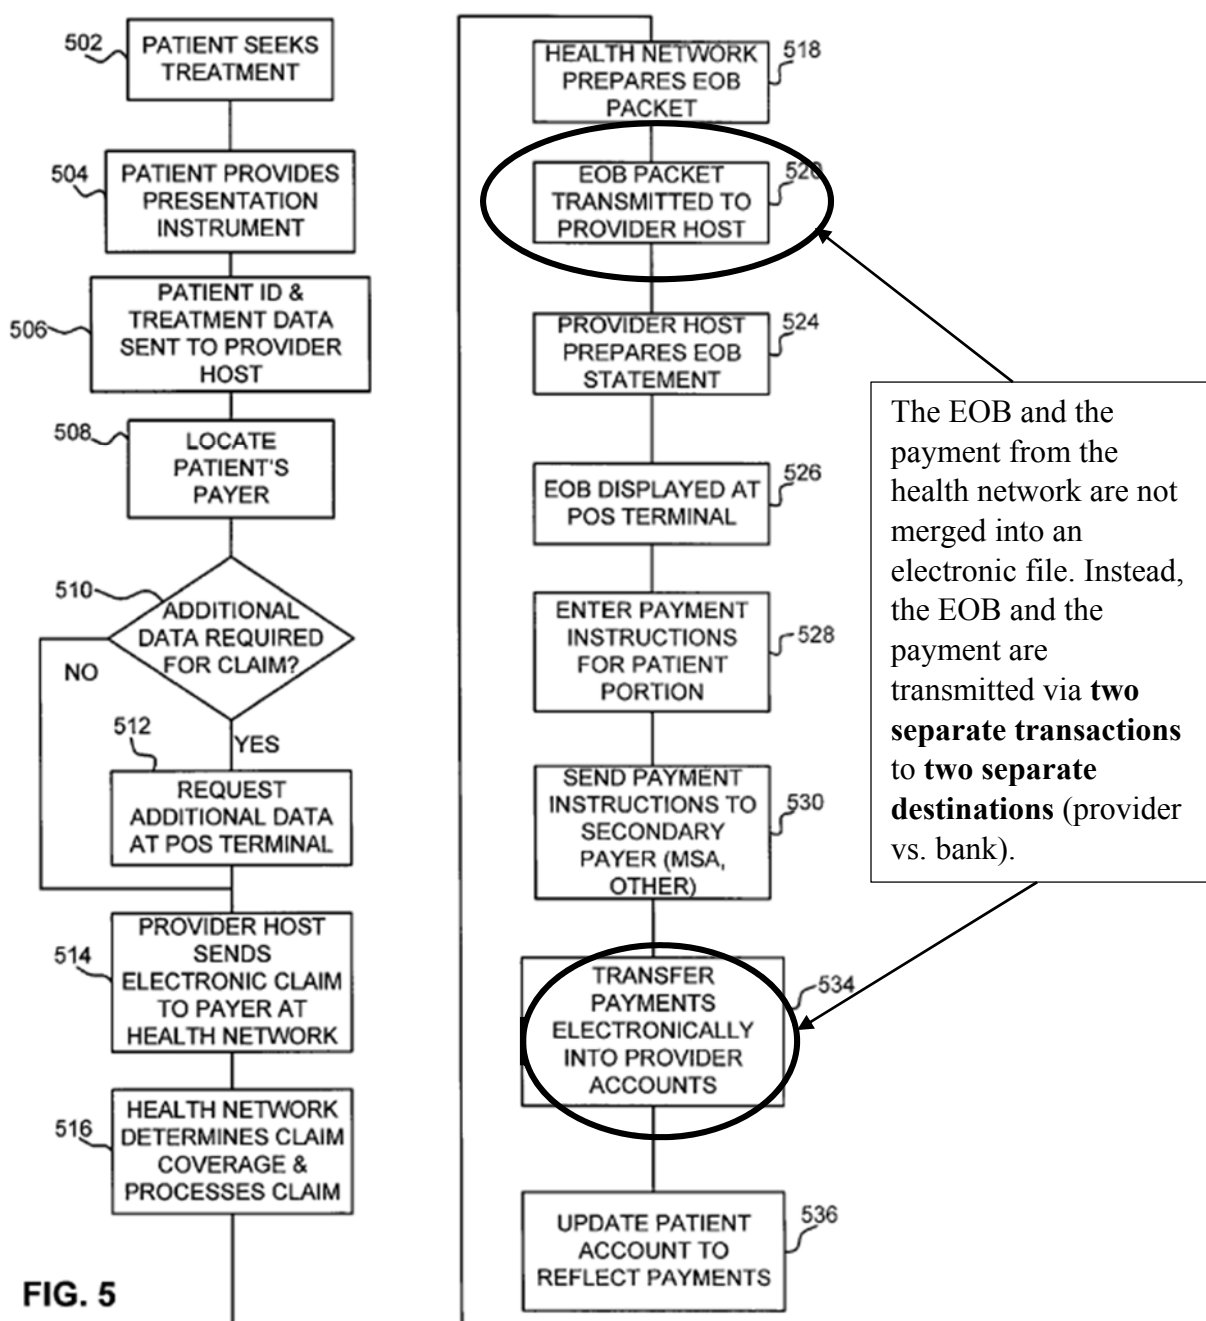 502
PATIENT SEEKS
TREATMENT
504
PATIENT PROVIDES
PRESENTATION
INSTRUMENT
506
PATIENT ID &
TREATMENT DATA
SENT TO PROVIDER
HOST
508
LOCATE
PATIENT'S
PAYER
510
ADDITIONAL
DATA REQUIRED
FOR CLAIM?
NO
YES
512
REQUEST
ADDITIONAL DATA
AT POS TERMINAL
514
PROVIDER HOST
SENDS
ELECTRONIC CLAIM
TO PAYER AT
HEALTH NETWORK
516
HEALTH NETWORK
DETERMINES CLAIM
COVERAGE &
PROCESSES CLAIM
FIG. 5
518
HEALTH NETWORK
PREPARES EOB
PACKET
520
EOB PACKET
TRANSMITTED TO
PROVIDER HOST
524
PROVIDER HOST
PREPARES EOB
STATEMENT
526
EOB DISPLAYED AT
POS TERMINAL
528
ENTER PAYMENT
INSTRUCTIONS
FOR PATIENT
PORTION
530
SEND PAYMENT
INSTRUCTIONS TO
SECONDARY
PAYER (MSA,
OTHER)
534
TRANSFER
PAYMENTS
ELECTRONICALLY
INTO PROVIDER
ACCOUNTS
536
UPDATE PATIENT
ACCOUNT TO
REFLECT PAYMENTS
The EOB and the
payment from the
health network are not
merged into an
electronic file. Instead,
the EOB and the
payment are
transmitted via two
separate transactions
to two separate
destinations (provider
vs. bank).